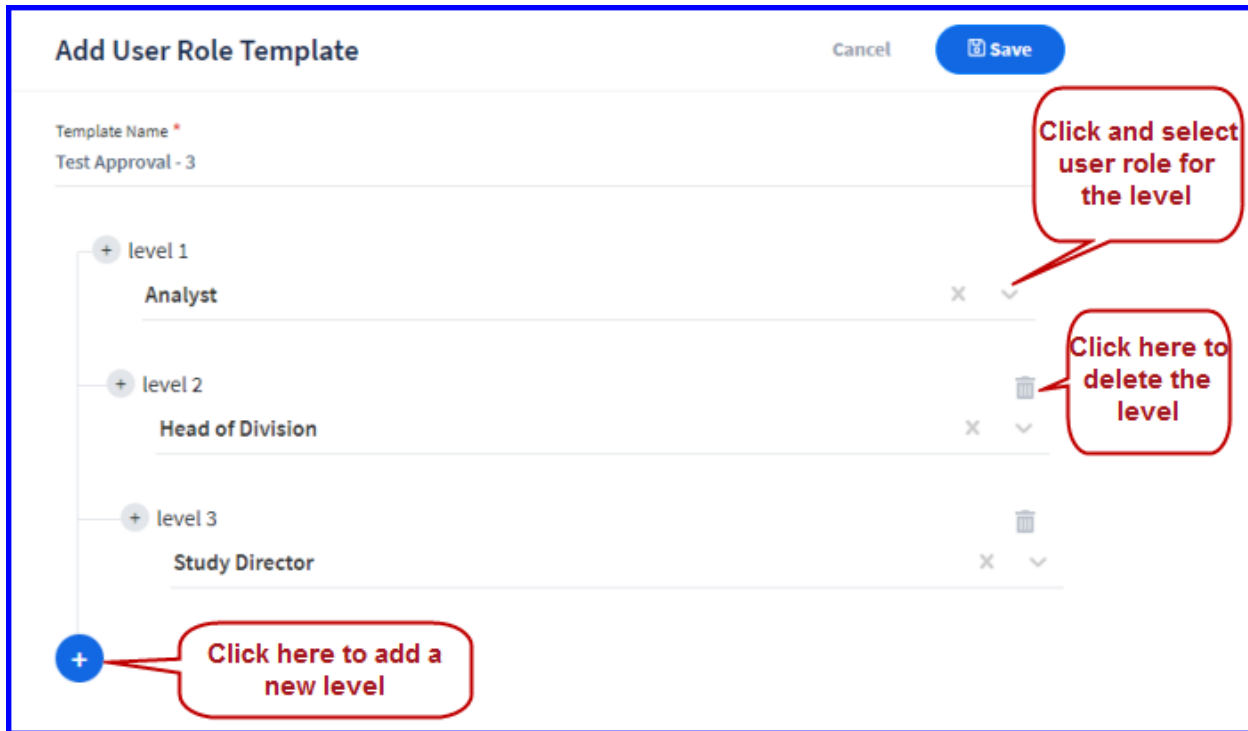 Add User Role Template
Cancel
Save
Template Name *
Test Approval - 3
Click and select
user role for
the level
+ level 1
Analyst
+ level 2
Head of Division
Click here to
delete the
level
+ level 3
Study Director
+
Click here to add a
new level